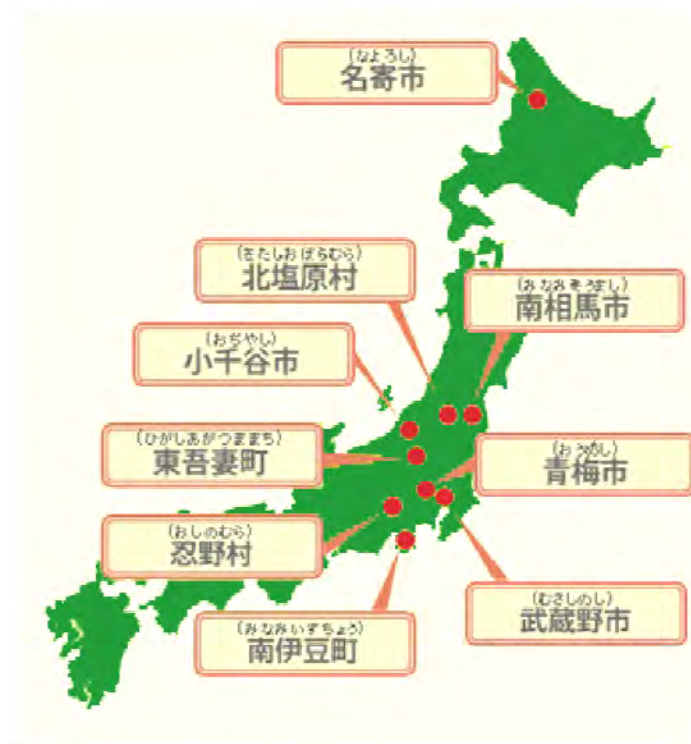 (なよろし)
名寄市
(きたしおばらむら)
北塩原村
(みなみそうまし)
南相馬市
(おぢやし)
小千谷市
(ひがしあがつままち)
東吾妻町
(おうめし)
青梅市
(おしのむら)
忍野村
(むさしのし)
武蔵野市
(みなみいずちょう)
南伊豆町